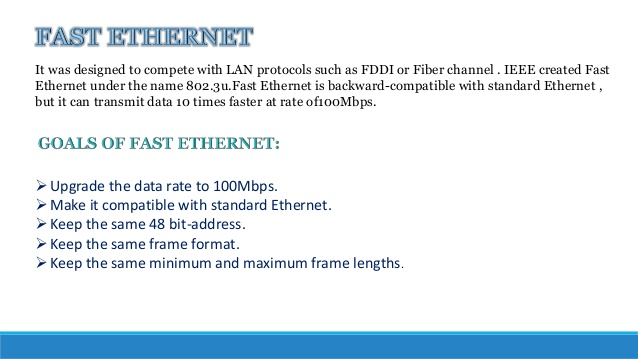 FAST ETHERNET
It was designed to compete with LAN protocols such as FDDI or Fiber channel . IEEE created Fast
Ethernet under the name 802.3u.Fast Ethernet is backward-compatible with standard Ethernet ,
but it can transmit data 10 times faster at rate of100Mbps.
GOALS OF FAST ETHERNET:
➢Upgrade the data rate to 100Mbps.
➢Make it compatible with standard Ethernet.
➢Keep the same 48 bit-address.
➢Keep the same frame format.
➢Keep the same minimum and maximum frame lengths.